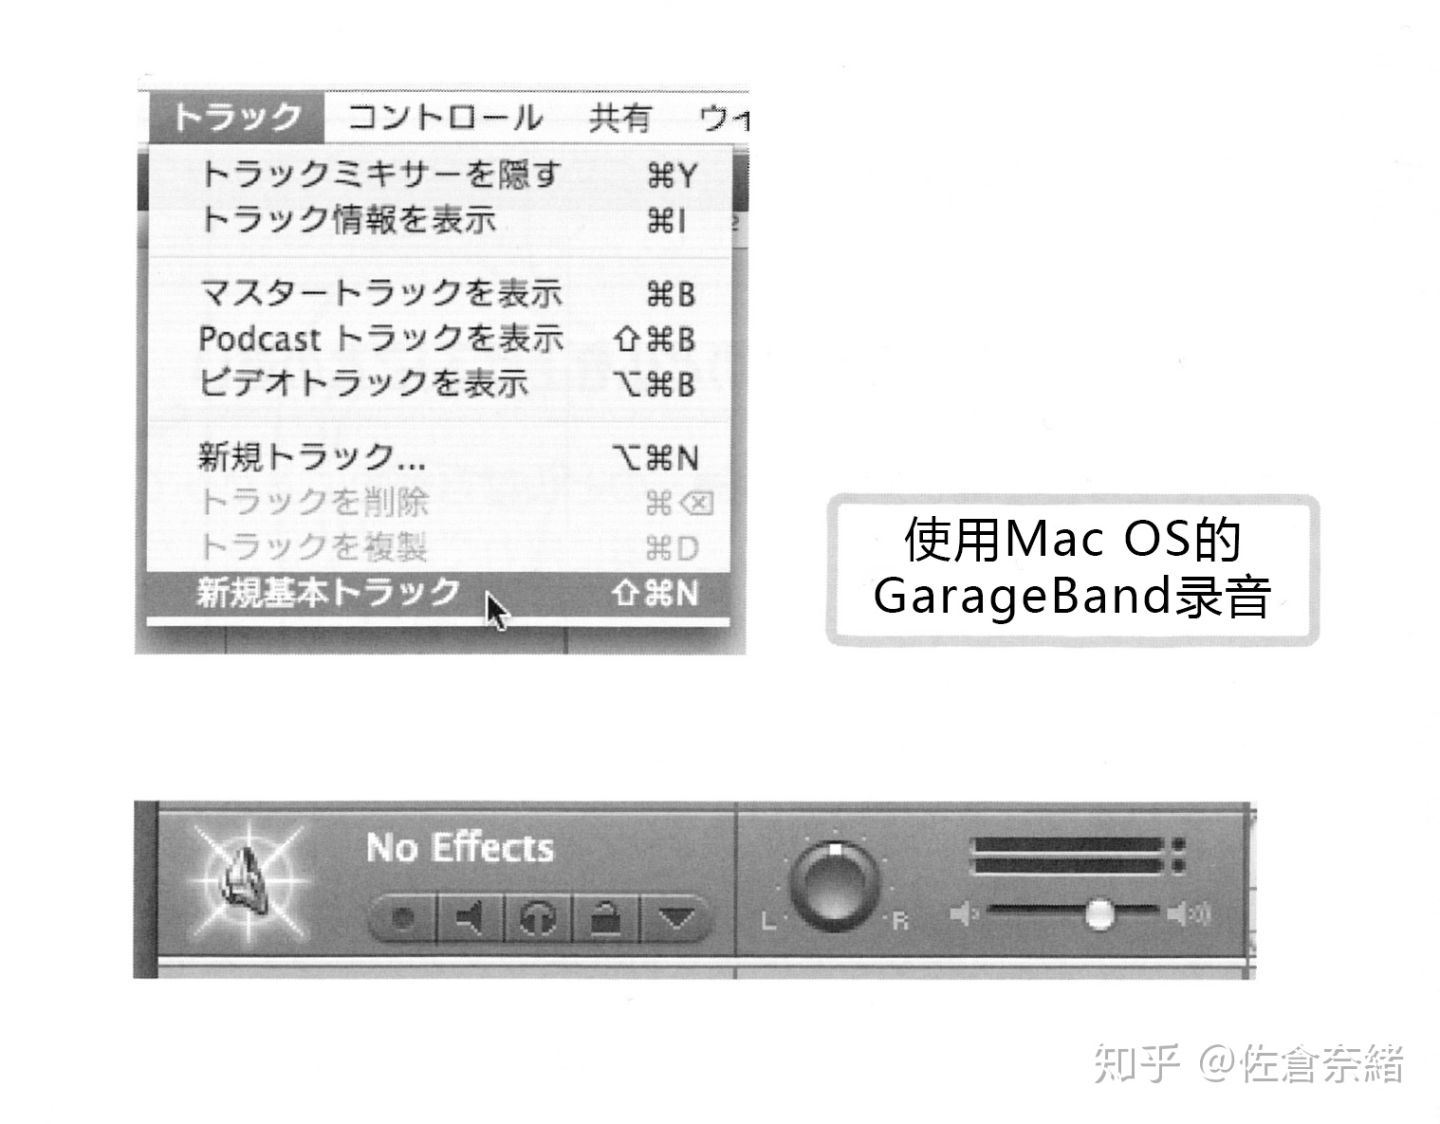 トラック コントロール 共有 ウィ
トラックミキサーを隠す ⌘Y
トラック情報を表示 ⌘I
マスタートラックを表示 ⌘B
Podcast トラックを表示 ⇧⌘B
ビデオトラックを表示 ⌥⌘B
新規トラック... ⌥⌘N
トラックを削除 ⌘⌫
トラックを複製 ⌘D
新規基本トラック ⇧⌘N
使用Mac OS的
GarageBand录音
No Effects
L R
知乎 @佐倉奈緒